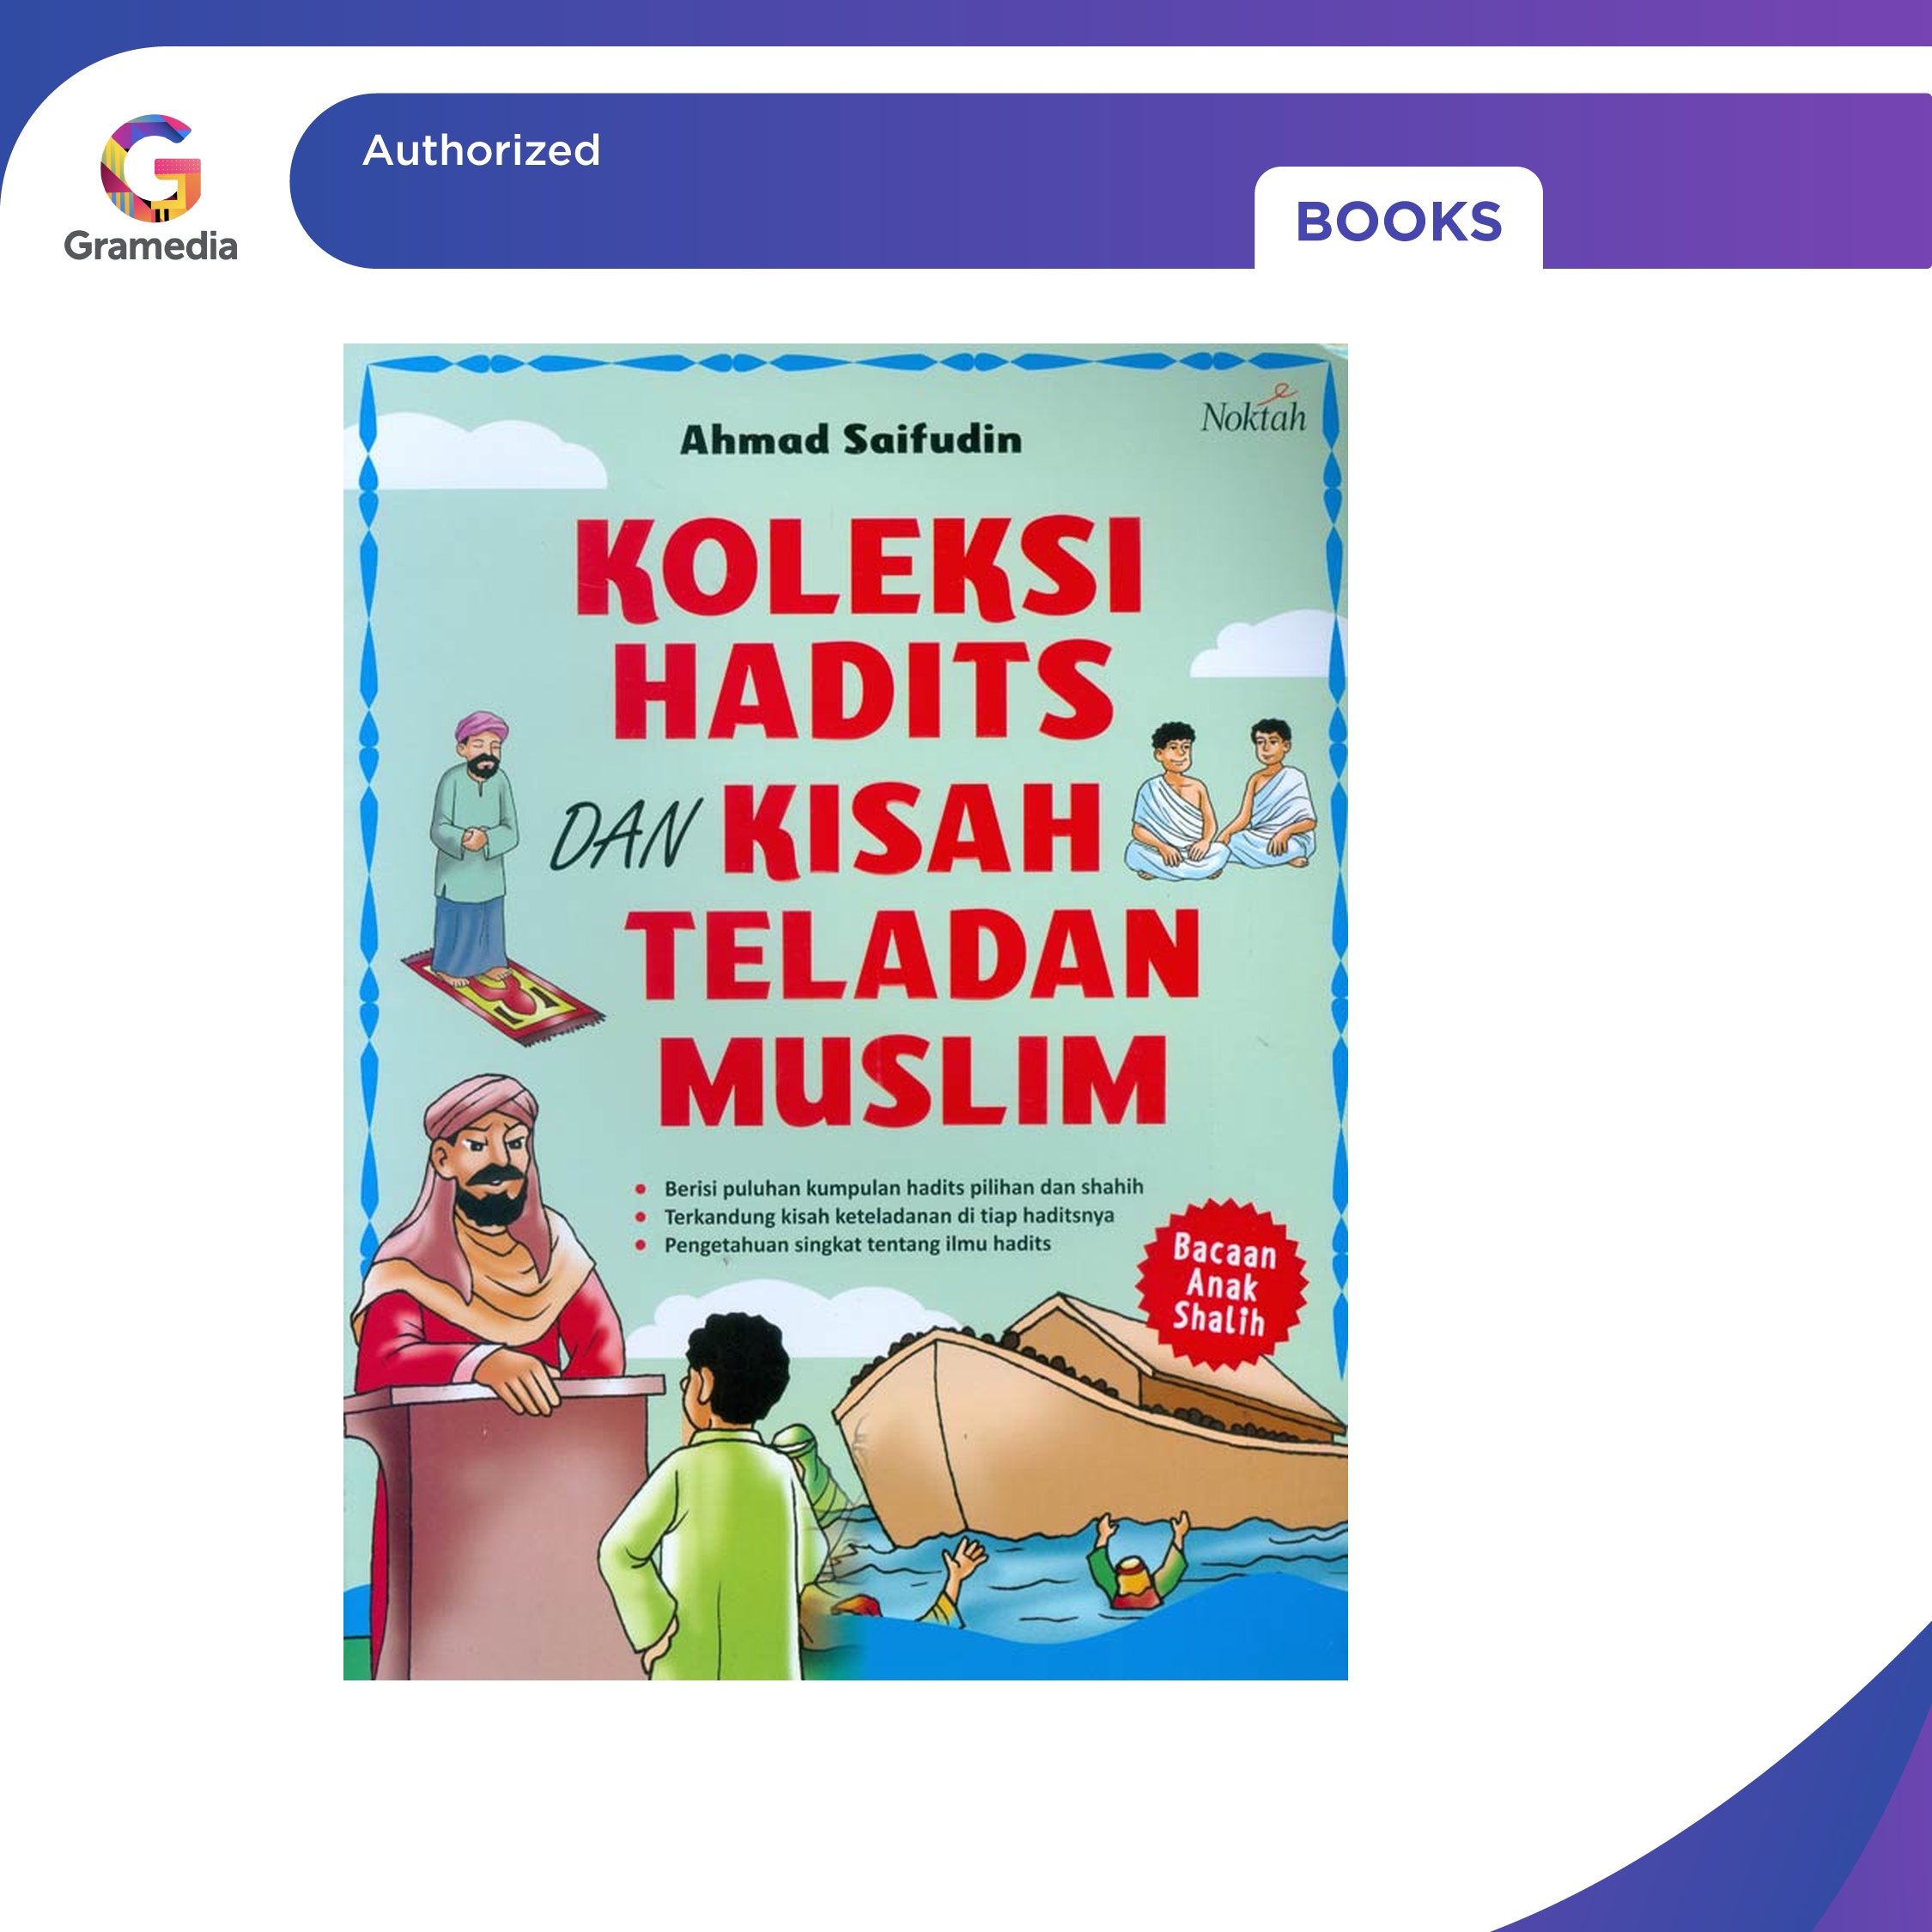 Gramedia
Authorized
BOOKS
Noktah
Ahmad Saifudin
KOLEKSI
HADITS
DAN KISAH
TELADAN
MUSLIM
• Berisi puluhan kumpulan hadits pilihan dan shahih
• Terkandung kisah keteladanan di tiap haditsnya
• Pengetahuan singkat tentang ilmu hadits
Bacaan
Anak
Shalih